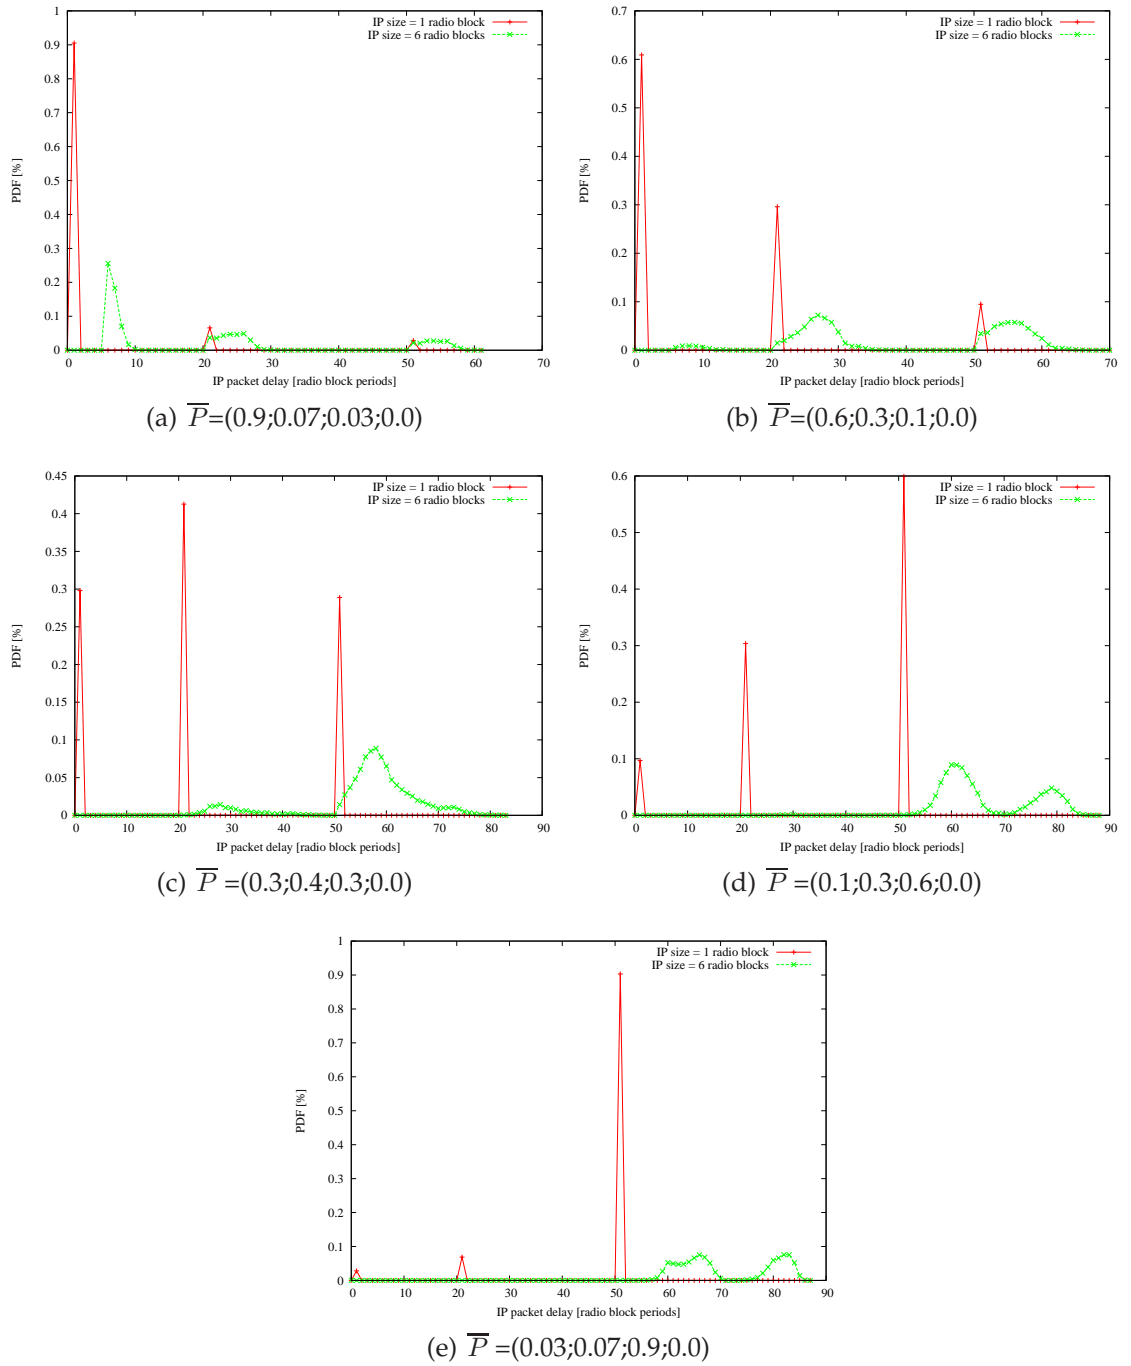 1
0.9
0.8
0.7
0.6
0.5
0.4
0.3
0.2
0.1
0
PDF [%]
IP size = 1 radio block
IP size = 6 radio blocks
0 10 20 30 40 50 60 70
IP packet delay [radio block periods]
(a) P=(0.9;0.07;0.03;0.0)
0.7
0.6
0.5
0.4
0.3
0.2
0.1
0
PDF [%]
IP size = 1 radio block
IP size = 6 radio blocks
0 10 20 30 40 50 60 70
IP packet delay [radio block periods]
(b) P=(0.6;0.3;0.1;0.0)
0.45
0.4
0.35
0.3
0.25
0.2
0.15
0.1
0.05
0
PDF [%]
IP size = 1 radio block
IP size = 6 radio blocks
0 10 20 30 40 50 60 70 80 90
IP packet delay [radio block periods]
(c) P =(0.3;0.4;0.3;0.0)
0.6
0.5
0.4
0.3
0.2
0.1
0
PDF [%]
IP size = 1 radio block
IP size = 6 radio blocks
0 10 20 30 40 50 60 70 80 90
IP packet delay [radio block periods]
(d) P =(0.1;0.3;0.6;0.0)
1
0.9
0.8
0.7
0.6
0.5
0.4
0.3
0.2
0.1
0
PDF [%]
IP size = 1 radio block
IP size = 6 radio blocks
0 10 20 30 40 50 60 70 80 90
IP packet delay [radio block periods]
(e) P =(0.03;0.07;0.9;0.0)